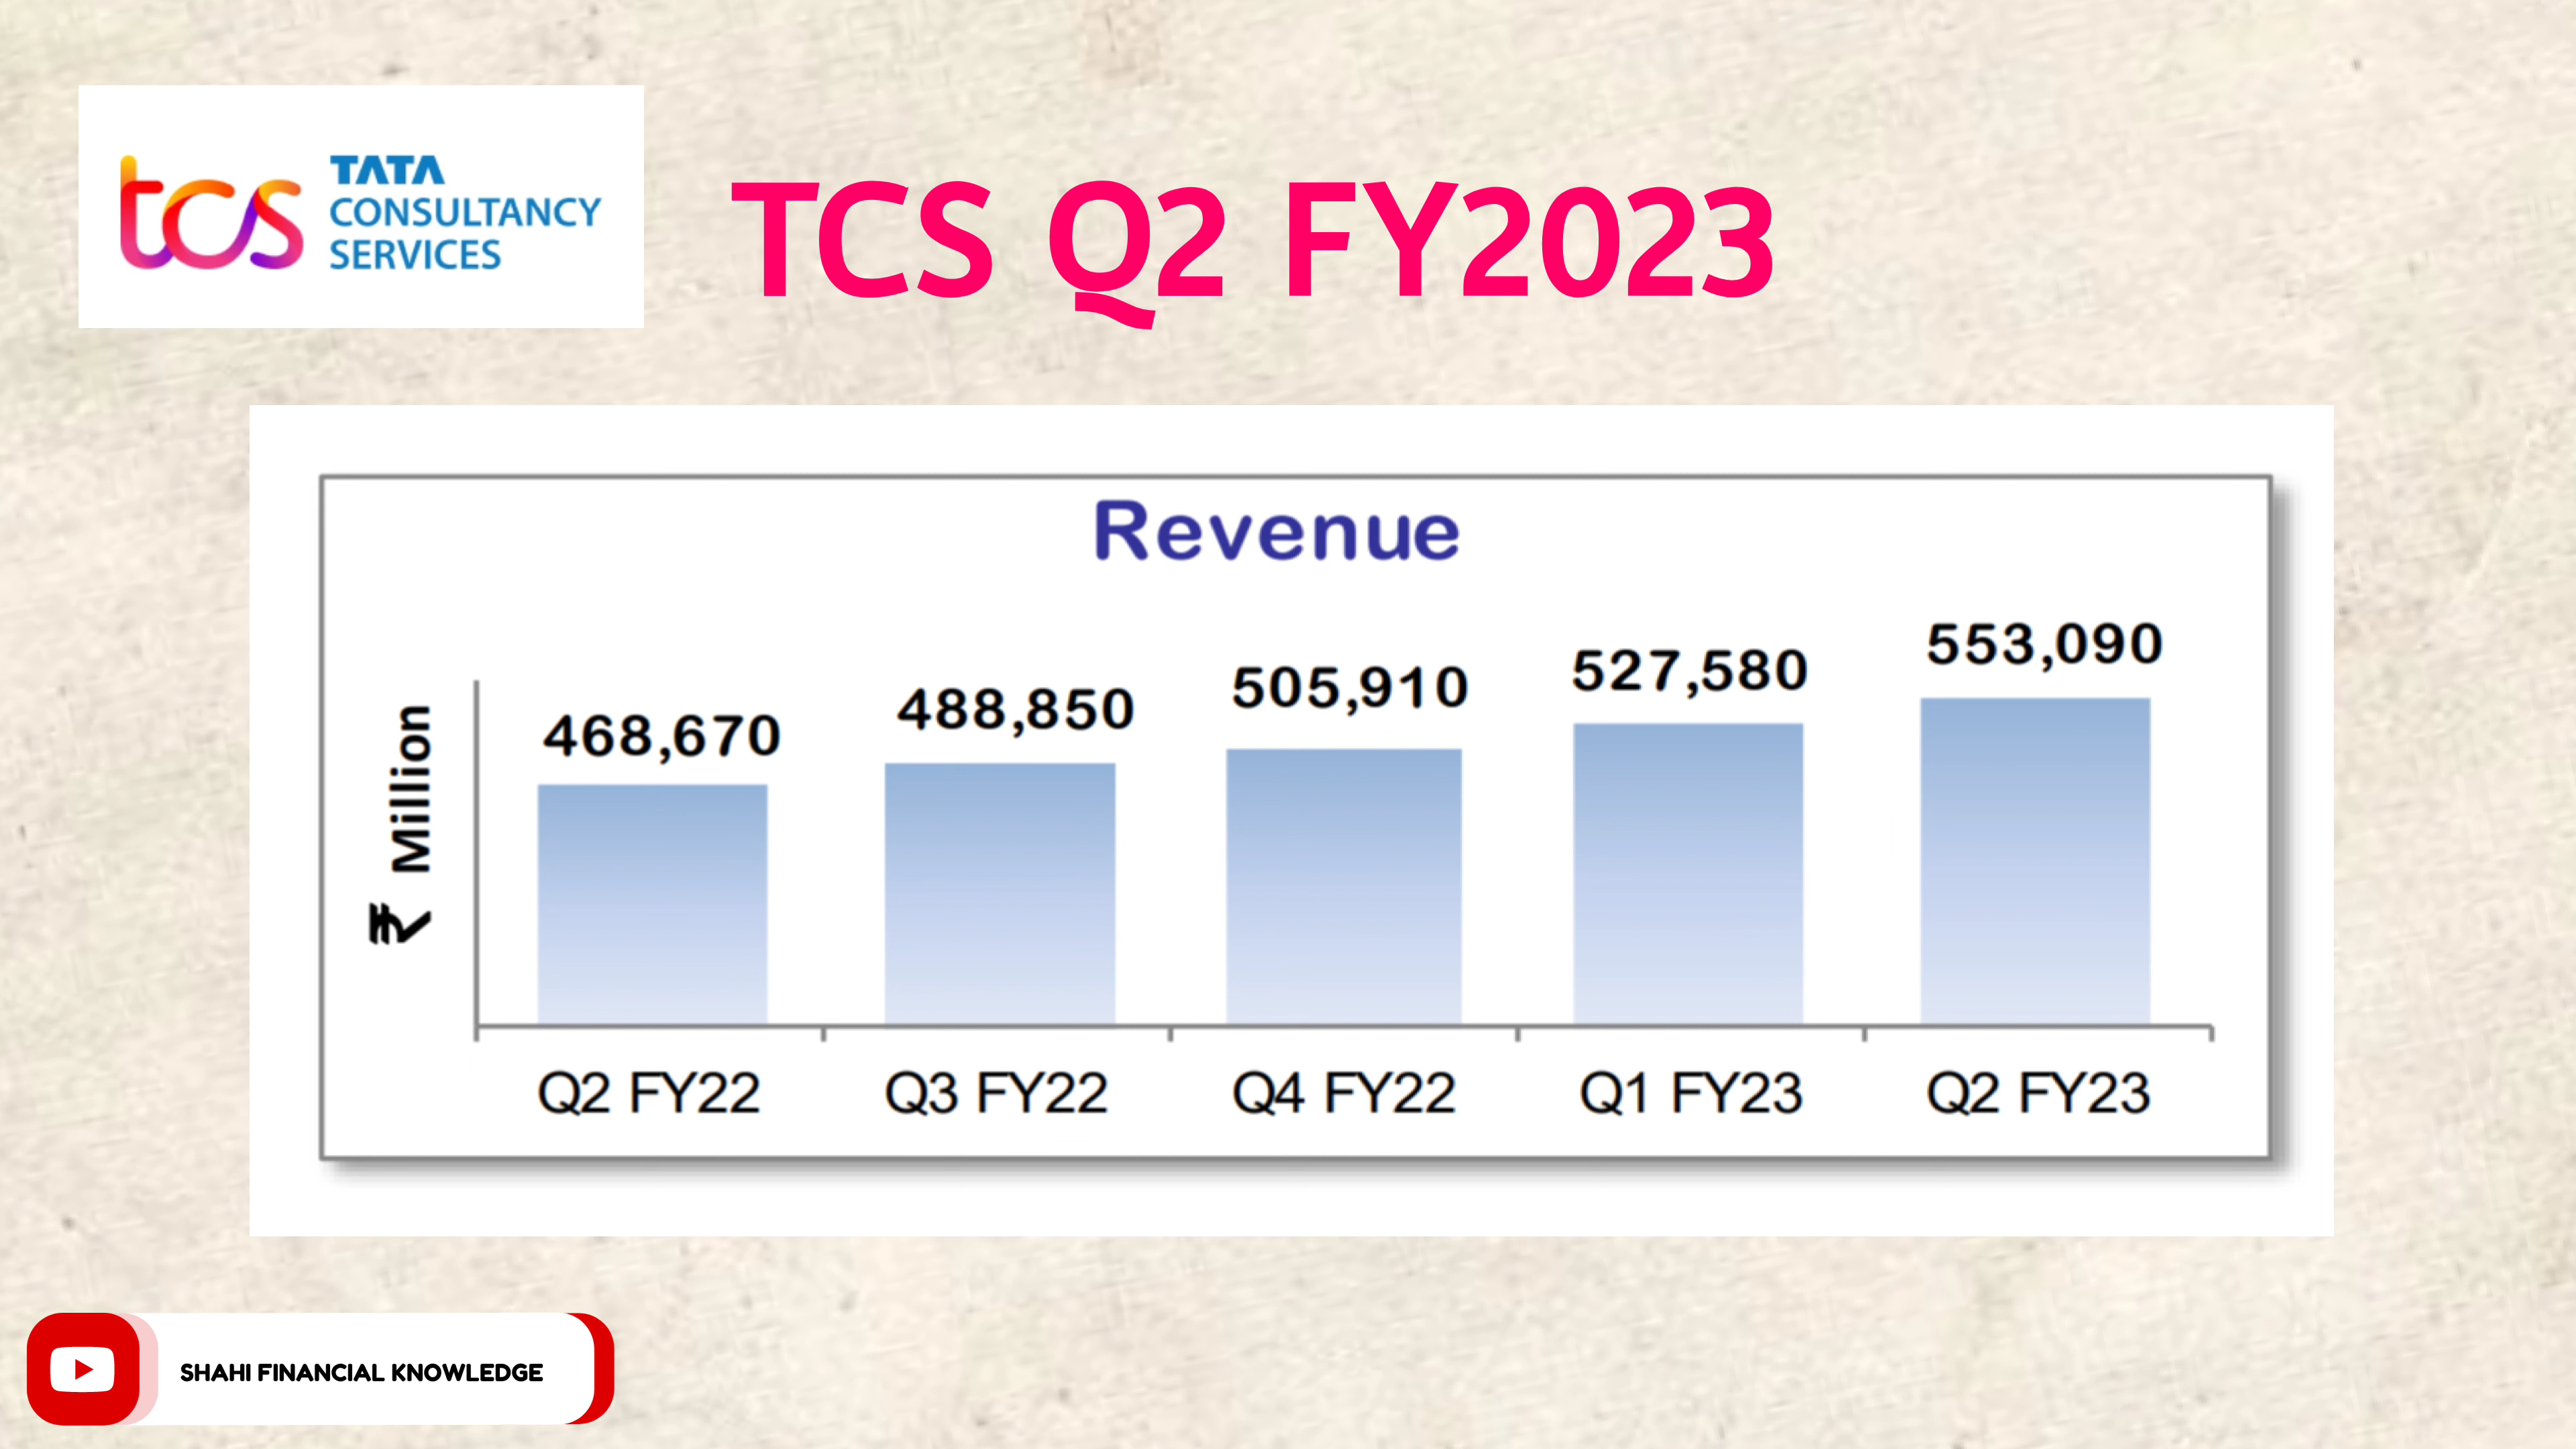 tcs
TATA
CONSULTANCY
SERVICES
TCS Q2 FY2023
Revenue
₹ Million
468,670
488,850
505,910
527,580
553,090
Q2 FY22
Q3 FY22
Q4 FY22
Q1 FY23
Q2 FY23
SHAHI FINANCIAL KNOWLEDGE